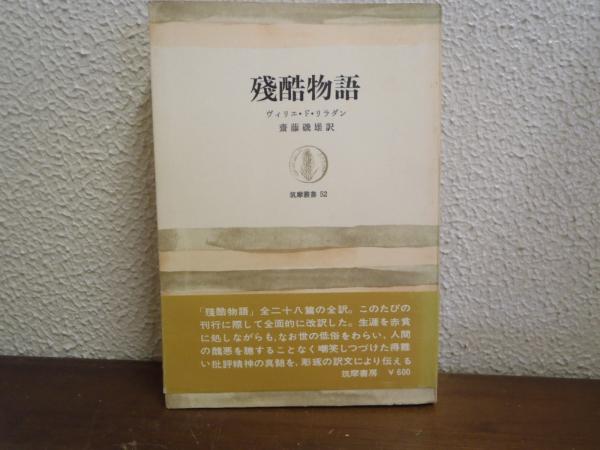 殘酷物語
ヴィリエ・ド・リラダン
齋藤磯雄訳
筑摩叢書 52
「殘酷物語」全二十八篇の全訳。このたびの
刊行に際して全面的に改訳した。生涯を赤貧
に処しながらも、なお世の低俗をわらい、人間
の醜悪を聴することなく嘲笑しつづけた得難
い批評精神の真髄を、彫琢の訳文により伝える
筑摩書房 ￥600